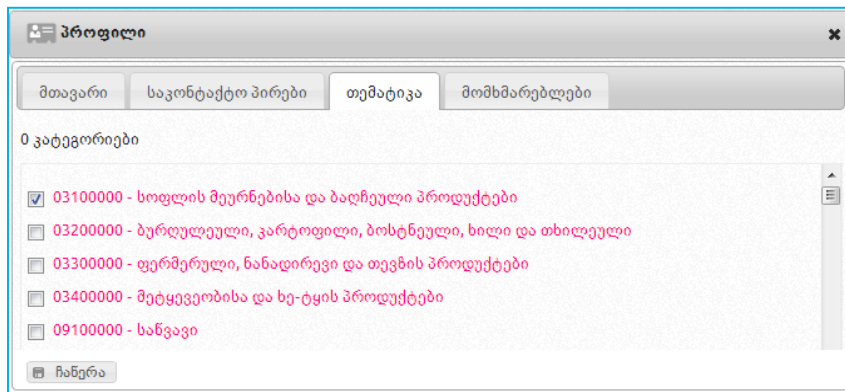 პროფილი
მთავარი საკონტაქტო პირები თემატიკა მომხმარებლები
0 კატეგორიები
03100000 - სოფლის მეურნებისა და ბაღჩეული პროდუქტები
03200000 - ბურღულეული, კარტოფილი, ბოსტნეული, ხილი და თხილეული
03300000 - ფერმერული, ნანადირევი და თევზის პროდუქტები
03400000 - მეტყევეობისა და ხე-ტყის პროდუქტები
09100000 - საწვავი
ჩაწერა